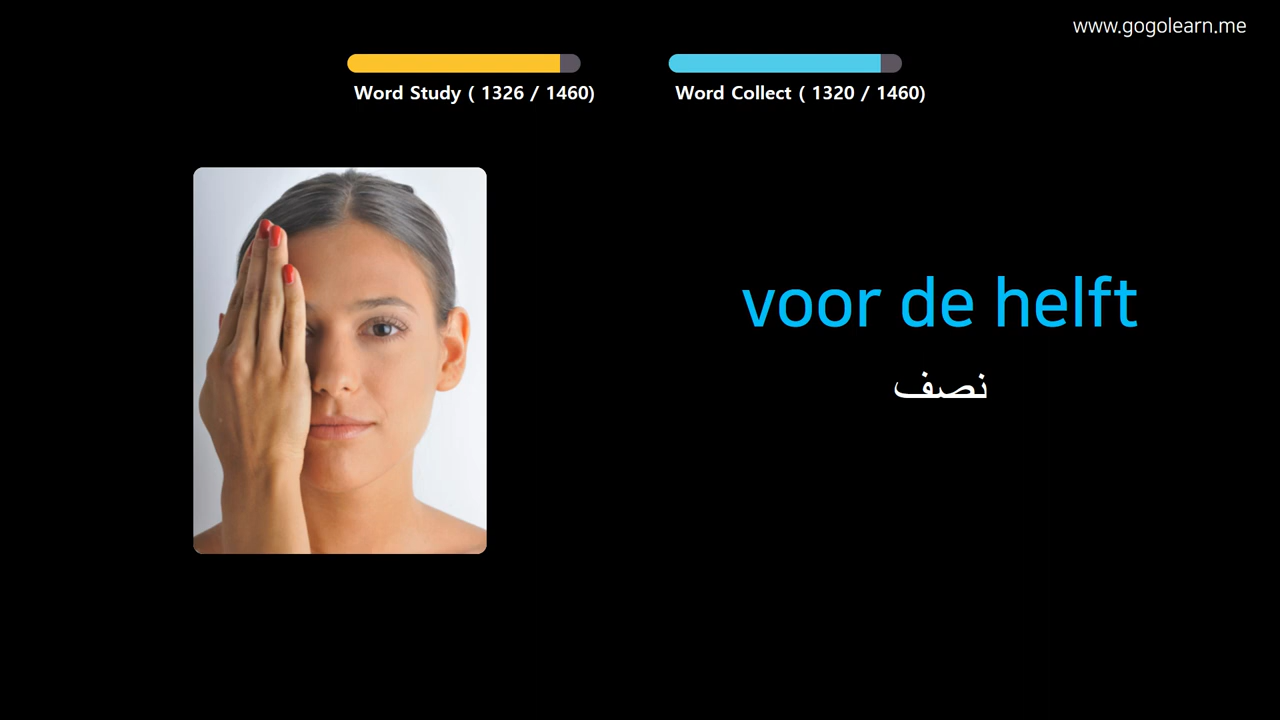 www.gogolearn.me
Word Study ( 1326 / 1460)
Word Collect ( 1320 / 1460)
voor de helft
نصف